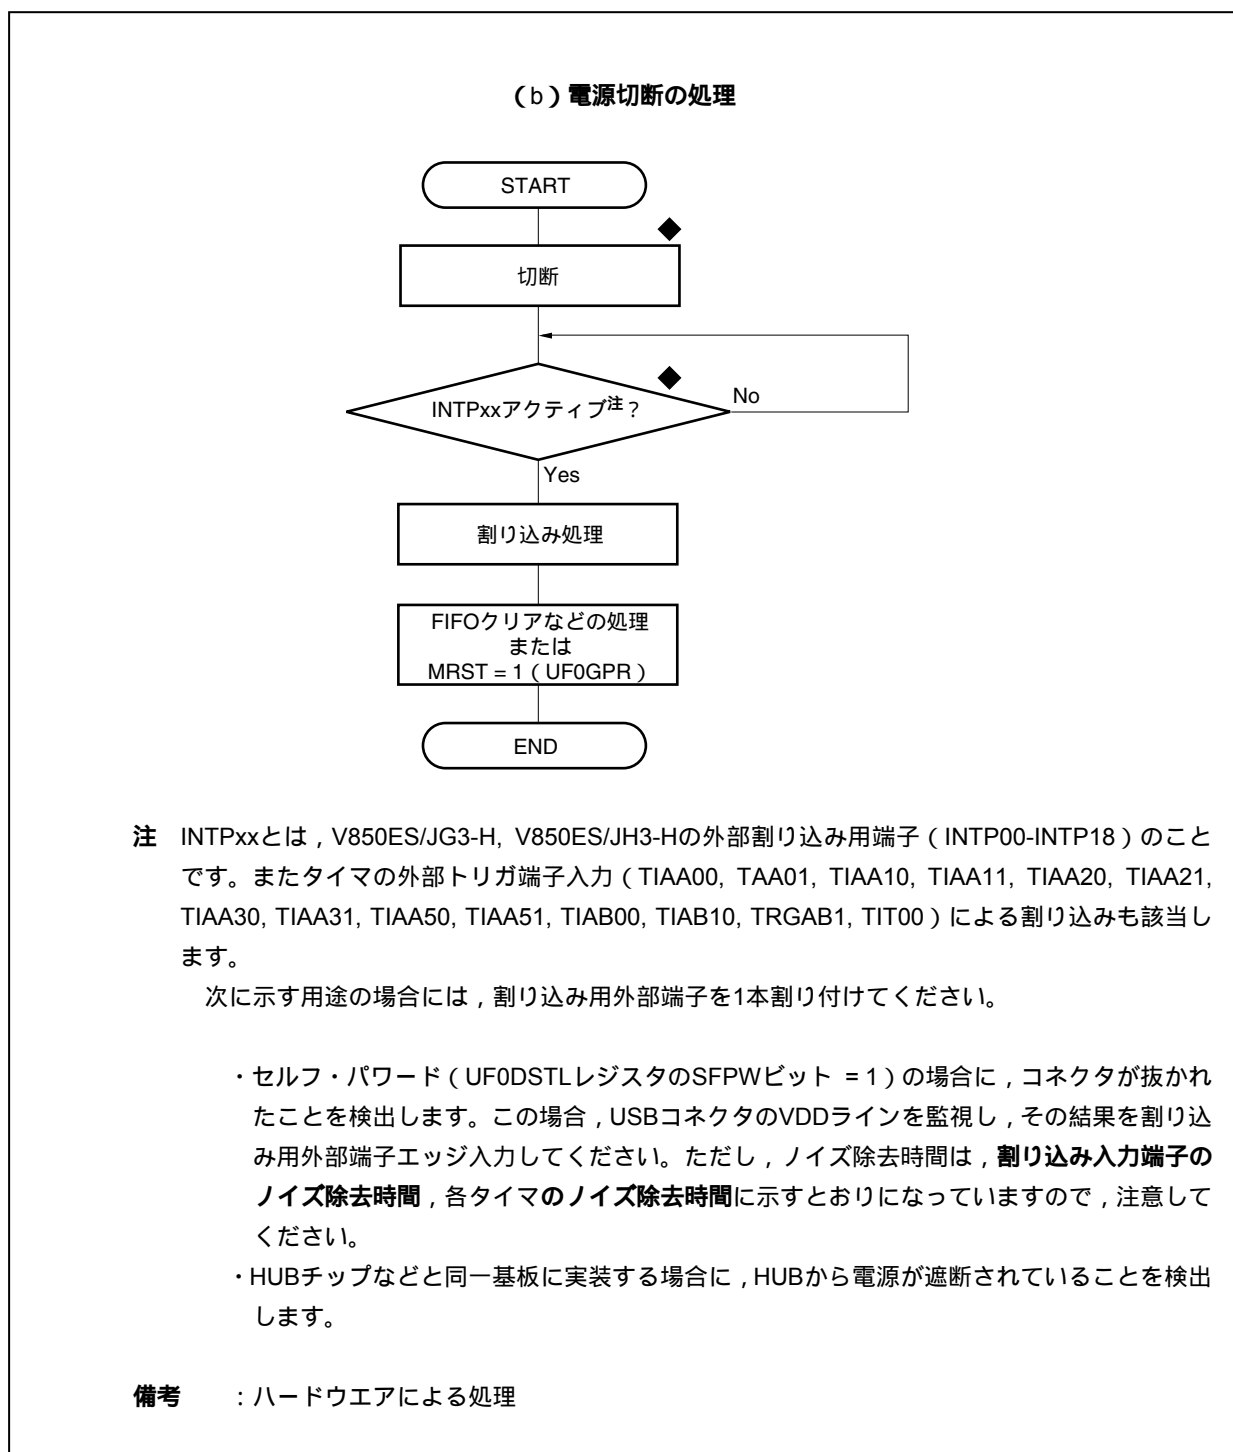 （b）電源切断の処理
START
◆
切断
◆
INTPxxアクティブ注？
No
Yes
割り込み処理
FIFOクリアなどの処理
または
MRST = 1（UF0GPR）
END
注 INTPxxとは，V850ES/JG3-H, V850ES/JH3-Hの外部割り込み用端子（INTP00-INTP18）のこと
です。またタイマの外部トリガ端子入力（TIAA00, TAA01, TIAA10, TIAA11, TIAA20, TIAA21,
TIAA30, TIAA31, TIAA50, TIAA51, TIAB00, TIAB10, TRGAB1, TIT00）による割り込みも該当し
ます。
次に示す用途の場合には，割り込み用外部端子を1本割り付けてください。
・セルフ・パワード（UF0DSTLレジスタのSFPWビット = 1）の場合に，コネクタが抜かれ
たことを検出します。この場合，USBコネクタのVDDラインを監視し，その結果を割り込
み用外部端子エッジ入力してください。ただし，ノイズ除去時間は，割り込み入力端子の
ノイズ除去時間，各タイマのノイズ除去時間に示すとおりになっていますので，注意して
ください。
・HUBチップなどと同一基板に実装する場合に，HUBから電源が遮断されていることを検出
します。
備考 ：ハードウエアによる処理